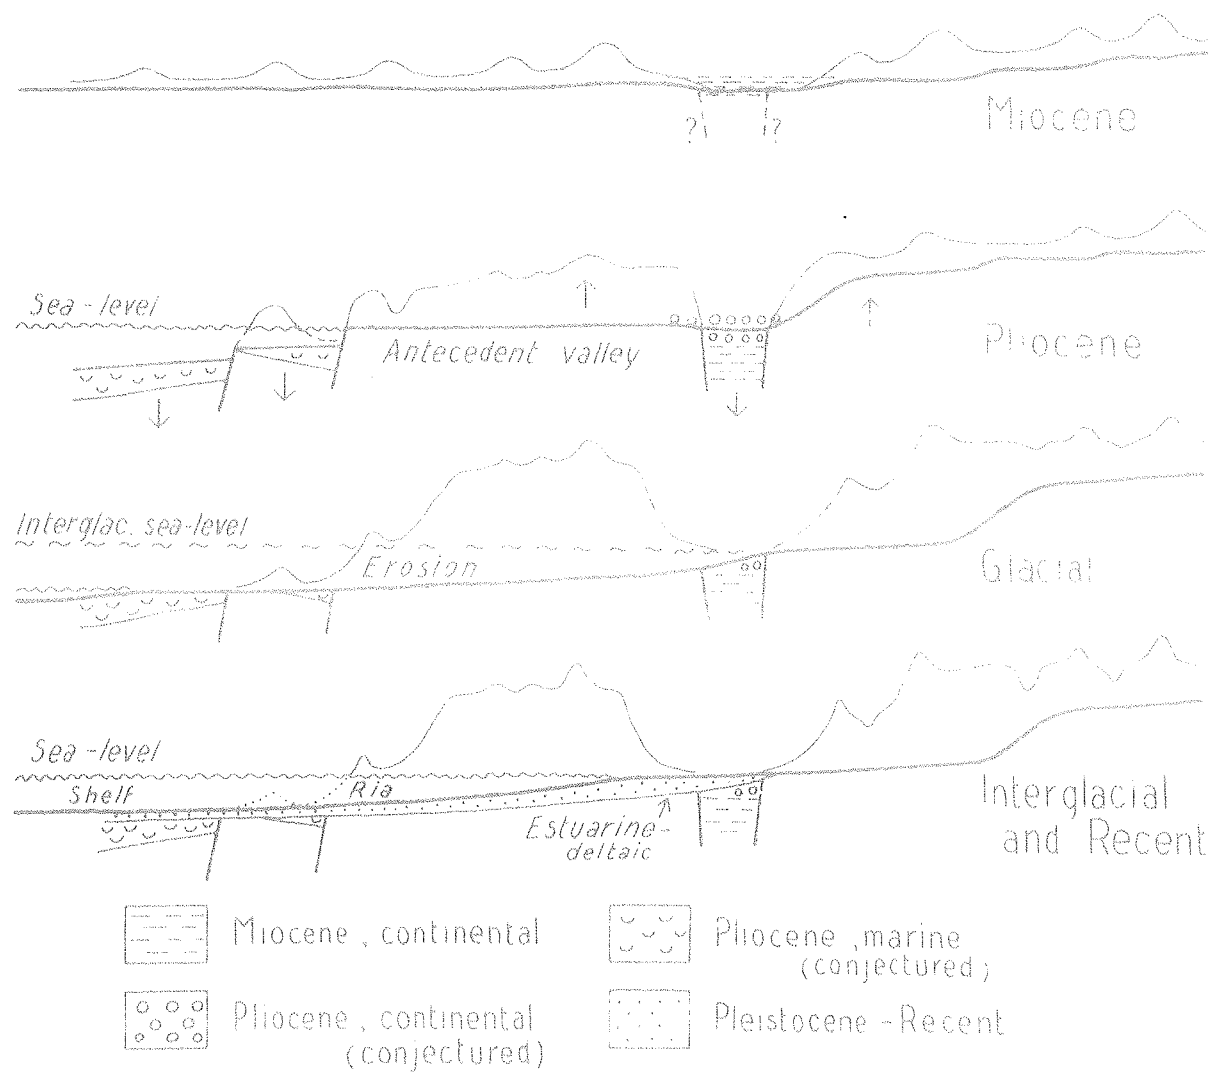 ?
?
Miocene
Sea-level
Antecedent valley
Pliocene
Interglac. sea-level
Erosion
Glacial
Sea-level
Shelf
Ria
Estuarine-
deltaic
Interglacial
and Recent
Miocene, continental
Pliocene, marine
(conjectured)
Pliocene, continental
(conjectured)
Pleistocene-Recent